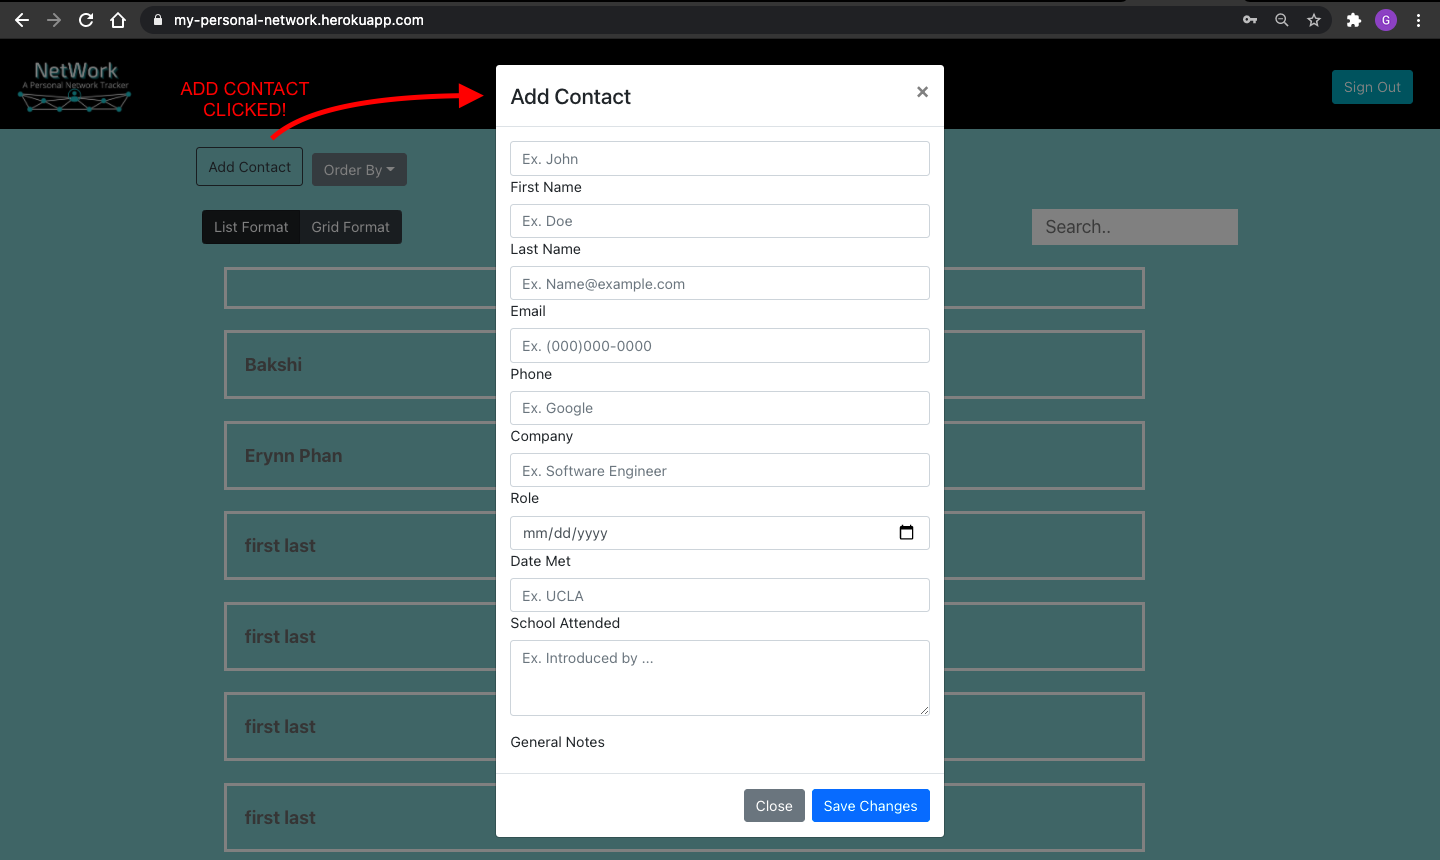 my-personal-network.herokuapp.com
G
NetWork
A Personal Network Tracker
ADD CONTACT
CLICKED!
Sign Out
Add Contact
Order By
List Format
Grid Format
Search..
Bakshi
Erynn Phan
first last
first last
first last
first last
Add Contact
×
Ex. John
First Name
Ex. Doe
Last Name
Ex. Name@example.com
Email
Ex. (000)000-0000
Phone
Ex. Google
Company
Ex. Software Engineer
Role
mm/dd/yyyy
Date Met
Ex. UCLA
School Attended
Ex. Introduced by ...
General Notes
Close
Save Changes